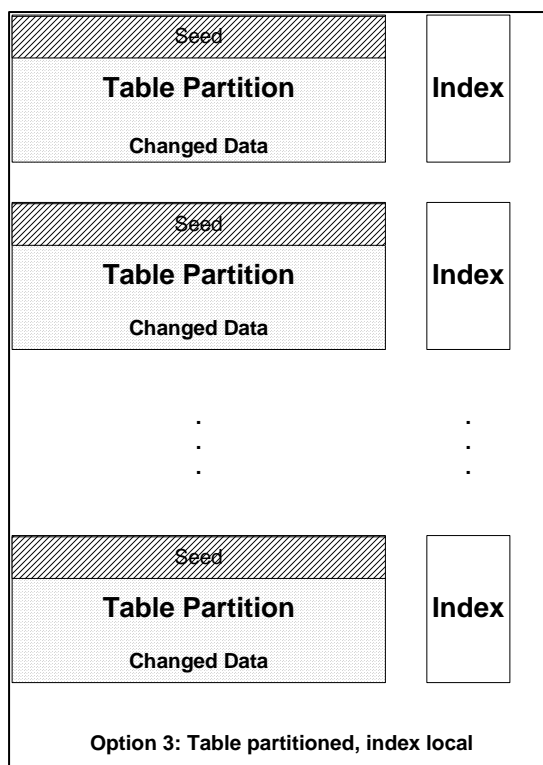 Seed
Table Partition
Index
Changed Data
Seed
Table Partition
Index
Changed Data
.
.
.
.
.
.
Seed
Table Partition
Index
Changed Data
Option 3: Table partitioned, index local